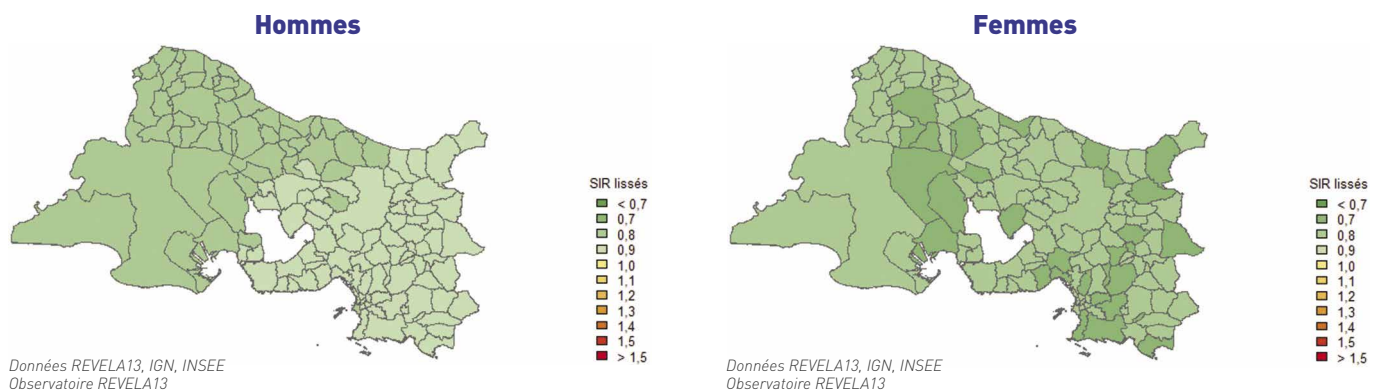 Hommes
SIR lissés
< 0,7
0,7
0,8
0,9
1,0
1,1
1,2
1,3
1,4
1,5
> 1,5
Données REVELA13, IGN, INSEE
Observatoire REVELA13
Femmes
SIR lissés
< 0,7
0,7
0,8
0,9
1,0
1,1
1,2
1,3
1,4
1,5
> 1,5
Données REVELA13, IGN, INSEE
Observatoire REVELA13